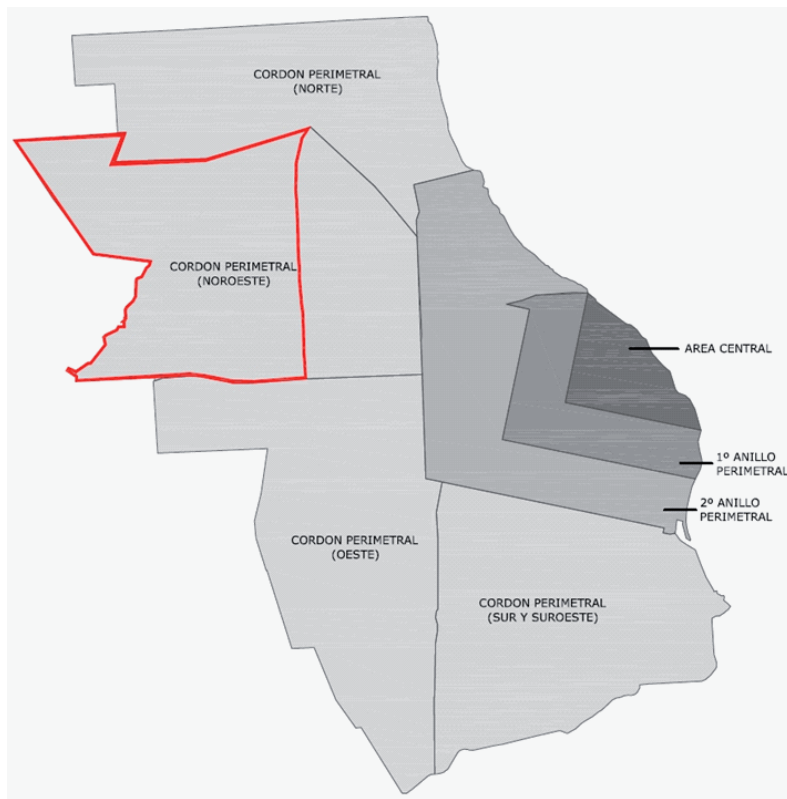 CORDON PERIMETRAL
(NORTE)
CORDON PERIMETRAL
(NOROESTE)
AREA CENTRAL
1º ANILLO
PERIMETRAL
2º ANILLO
PERIMETRAL
CORDON PERIMETRAL
(OESTE)
CORDON PERIMETRAL
(SUR Y SUROESTE)